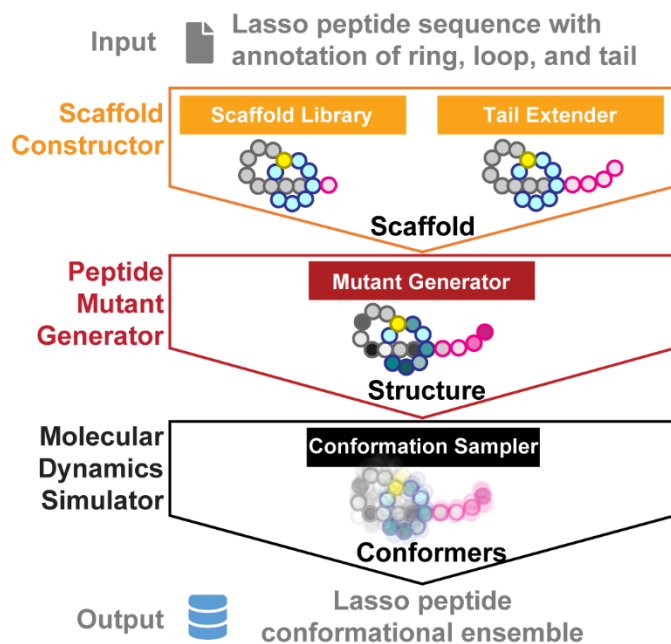 Input
Lasso peptide sequence with
annotation of ring, loop, and tail
Scaffold
Constructor
Scaffold Library
Tail Extender
Scaffold
Peptide
Mutant
Generator
Mutant Generator
Structure
Molecular
Dynamics
Simulator
Conformation Sampler
Conformers
Output
Lasso peptide
conformational ensemble